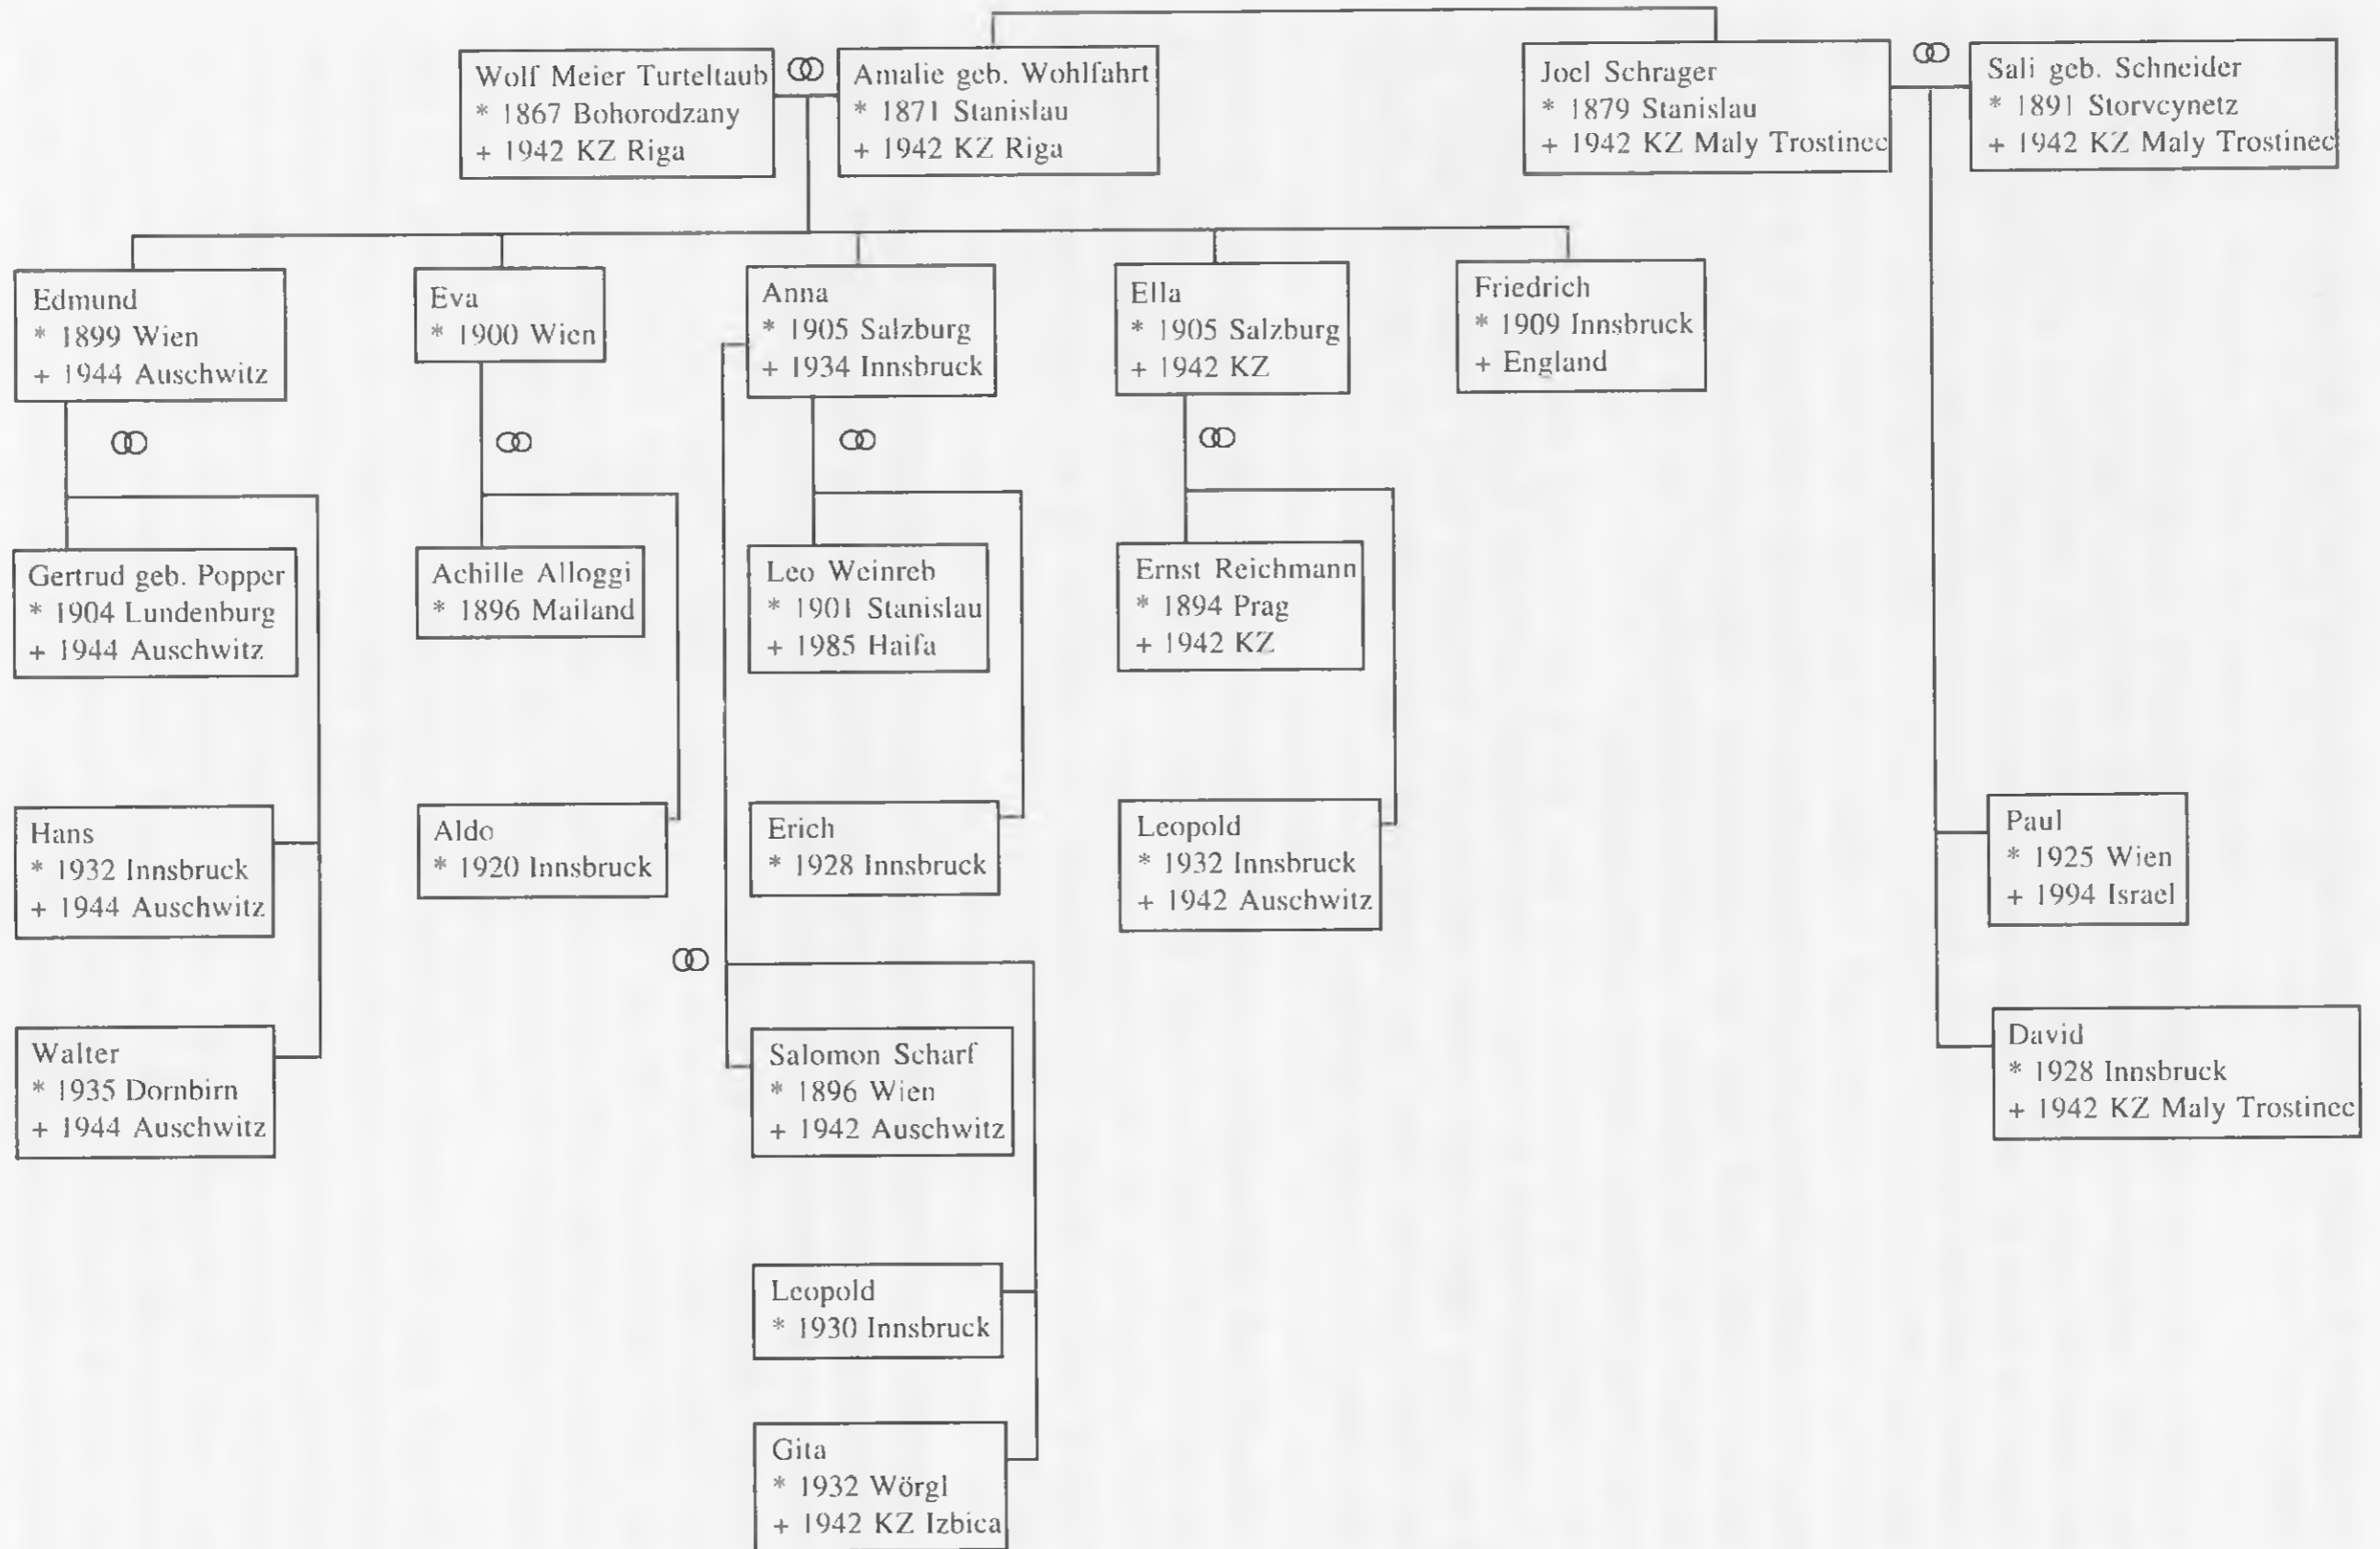 Wolf Meier Turteltaub
* 1867 Bohorodzany
+ 1942 KZ Riga
Amalie geb. Wohlfahrt
* 1871 Stanislau
+ 1942 KZ Riga
Joel Schrager
* 1879 Stanislau
+ 1942 KZ Maly Trostinec
Sali geb. Schneider
* 1891 Storveynetz
+ 1942 KZ Maly Trostinec
Edmund
* 1899 Wien
+ 1944 Auschwitz
Eva
* 1900 Wien
Anna
* 1905 Salzburg
+ 1934 Innsbruck
Ella
* 1905 Salzburg
+ 1942 KZ
Friedrich
* 1909 Innsbruck
+ England
Gertrud geb. Popper
* 1904 Lundenburg
+ 1944 Auschwitz
Achille Alloggi
* 1896 Mailand
Leo Weinreb
* 1901 Stanislau
+ 1985 Haifa
Ernst Reichmann
* 1894 Prag
+ 1942 KZ
Hans
* 1932 Innsbruck
+ 1944 Auschwitz
Aldo
* 1920 Innsbruck
Erich
* 1928 Innsbruck
Leopold
* 1932 Innsbruck
+ 1942 Auschwitz
Paul
* 1925 Wien
+ 1994 Israel
Walter
* 1935 Dornbirn
+ 1944 Auschwitz
Salomon Scharf
* 1896 Wien
+ 1942 Auschwitz
David
* 1928 Innsbruck
+ 1942 KZ Maly Trostinec
Leopold
* 1930 Innsbruck
Gita
* 1932 Wörgl
+ 1942 KZ Izbica